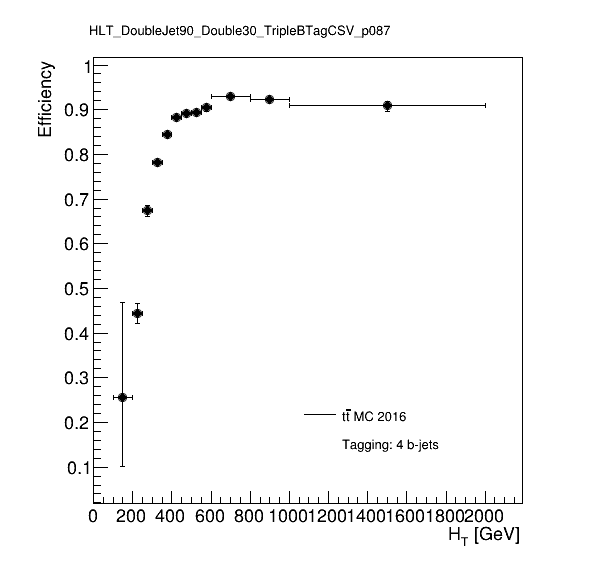 HLT_DoubleJet90_Double30_TripleBTagCSV_p087
Efficiency
1
0.9
0.8
0.7
0.6
0.5
0.4
0.3
0.2
0.1
tt̅ MC 2016
Tagging: 4 b-jets
0 200 400 600 800 1000 1200 1400 1600 1800 2000
H_T [GeV]